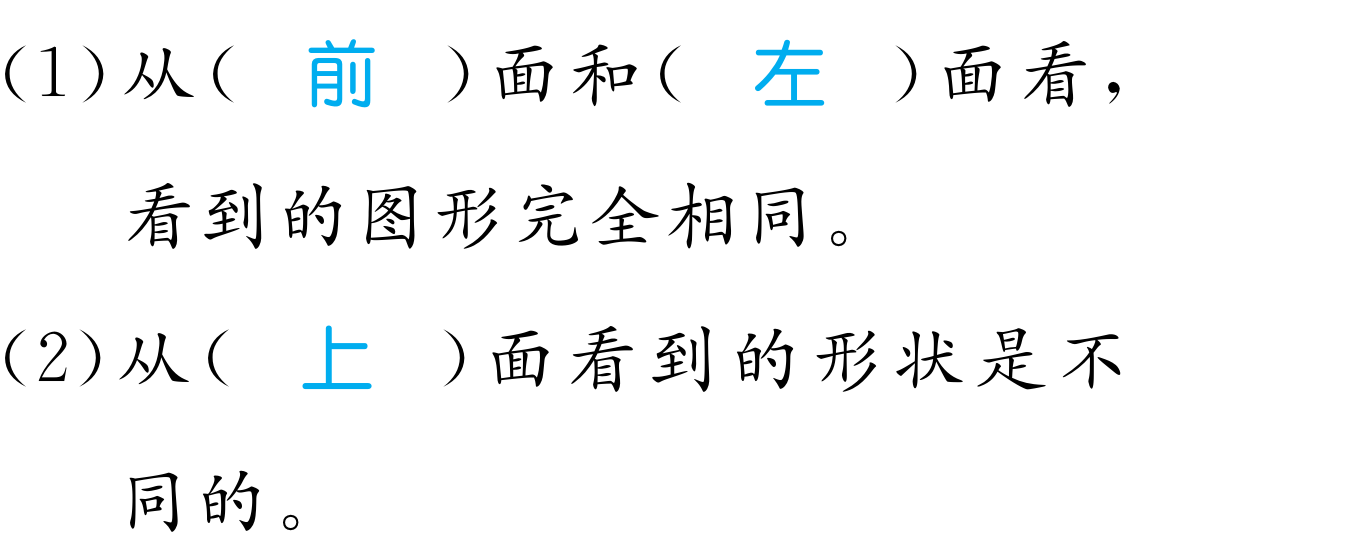 (1)从( 前 )面和( 左 )面看，
看到的图形完全相同。
(2)从( 上 )面看到的形状是不
同的。